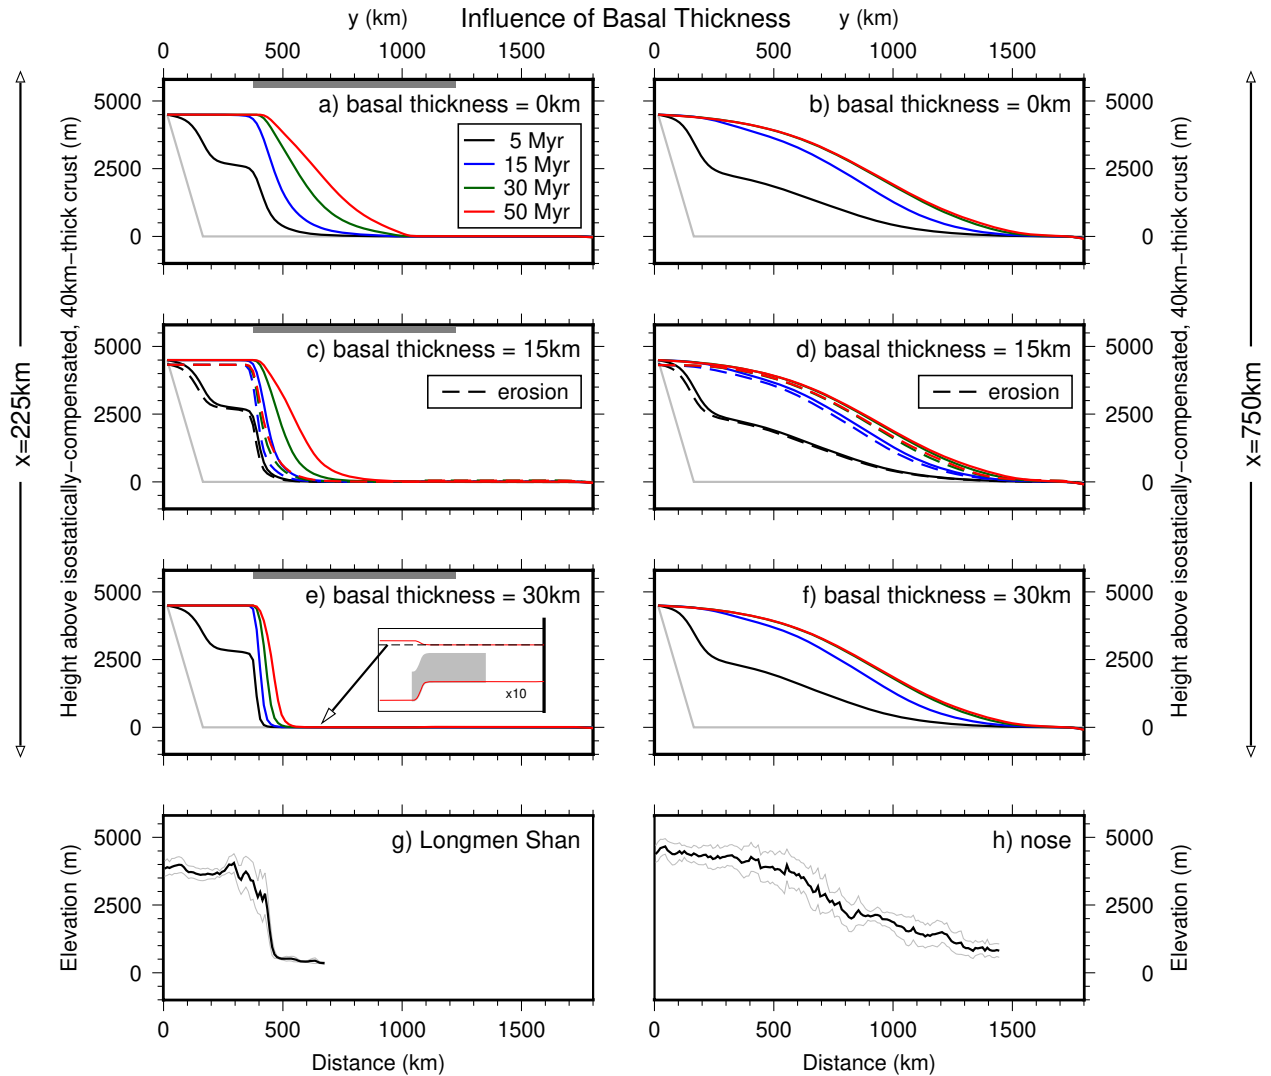 Influence of Basal Thickness
y (km)
y (km)
0 500 1000 1500
0 500 1000 1500
a) basal thickness = 0km
5 Myr
15 Myr
30 Myr
50 Myr
5000
2500
0
b) basal thickness = 0km
5000
2500
0
c) basal thickness = 15km
erosion
5000
2500
0
d) basal thickness = 15km
erosion
5000
2500
0
e) basal thickness = 30km
x10
5000
2500
0
f) basal thickness = 30km
5000
2500
0
x=225km
Height above isostatically−compensated, 40km−thick crust (m)
Height above isostatically−compensated, 40km−thick crust (m)
x=750km
g) Longmen Shan
5000
2500
0
Elevation (m)
h) nose
5000
2500
0
Elevation (m)
0 500 1000 1500
0 500 1000 1500
Distance (km)
Distance (km)